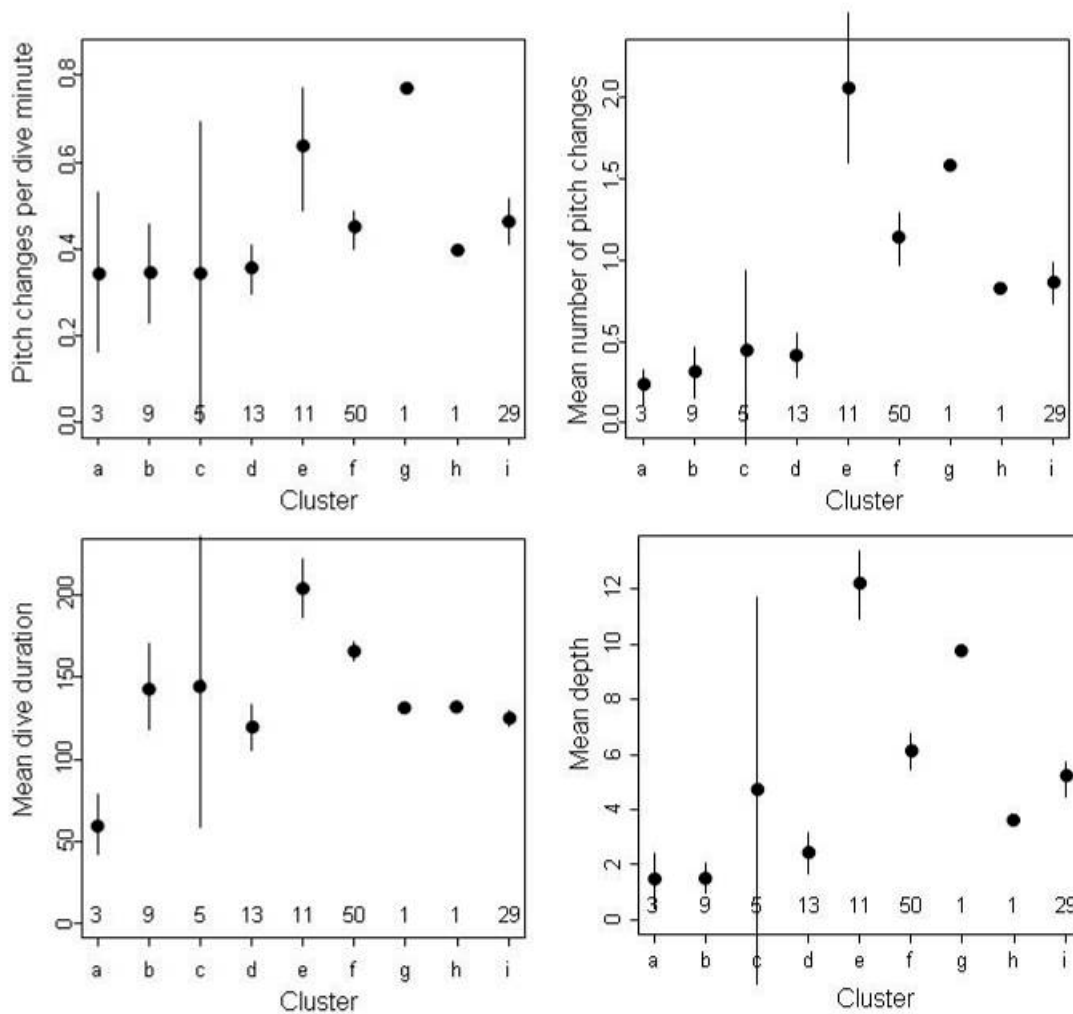 Pitch changes per dive minute
0.8
0.6
0.4
0.2
0.0
3 9 5 13 11 50 1 1 29
a b c d e f g h i
Cluster
Mean number of pitch changes
2.0
1.5
1.0
0.5
0.0
3 9 5 13 11 50 1 1 29
a b c d e f g h i
Cluster
Mean dive duration
200
150
100
50
0
3 9 5 13 11 50 1 1 29
a b c d e f g h i
Cluster
Mean depth
12
10
8
6
4
2
0
3 9 5 13 11 50 1 1 29
a b c d e f g h i
Cluster